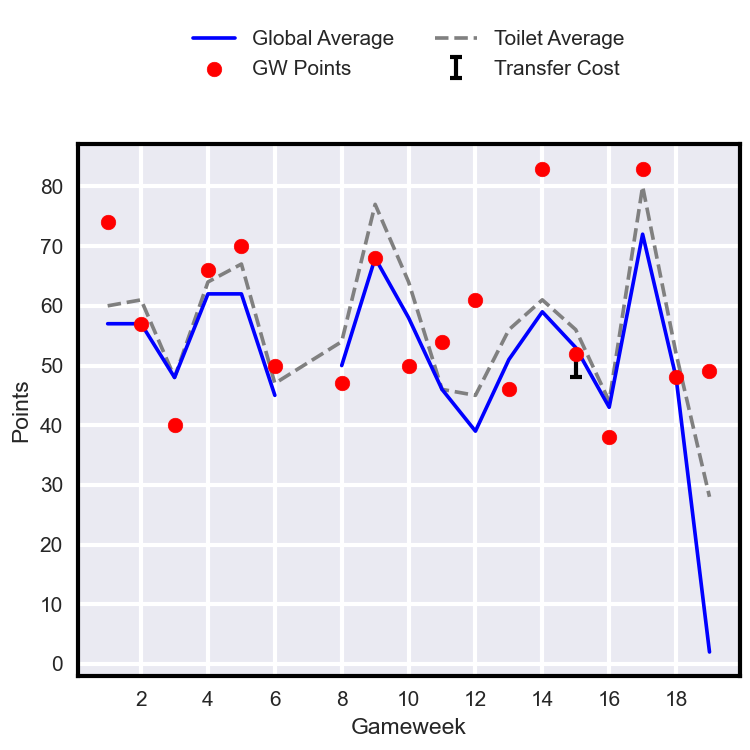 Global Average
Toilet Average
GW Points
Transfer Cost
80
70
60
50
40
30
20
10
0
Points
2 4 6 8 10 12 14 16 18
Gameweek